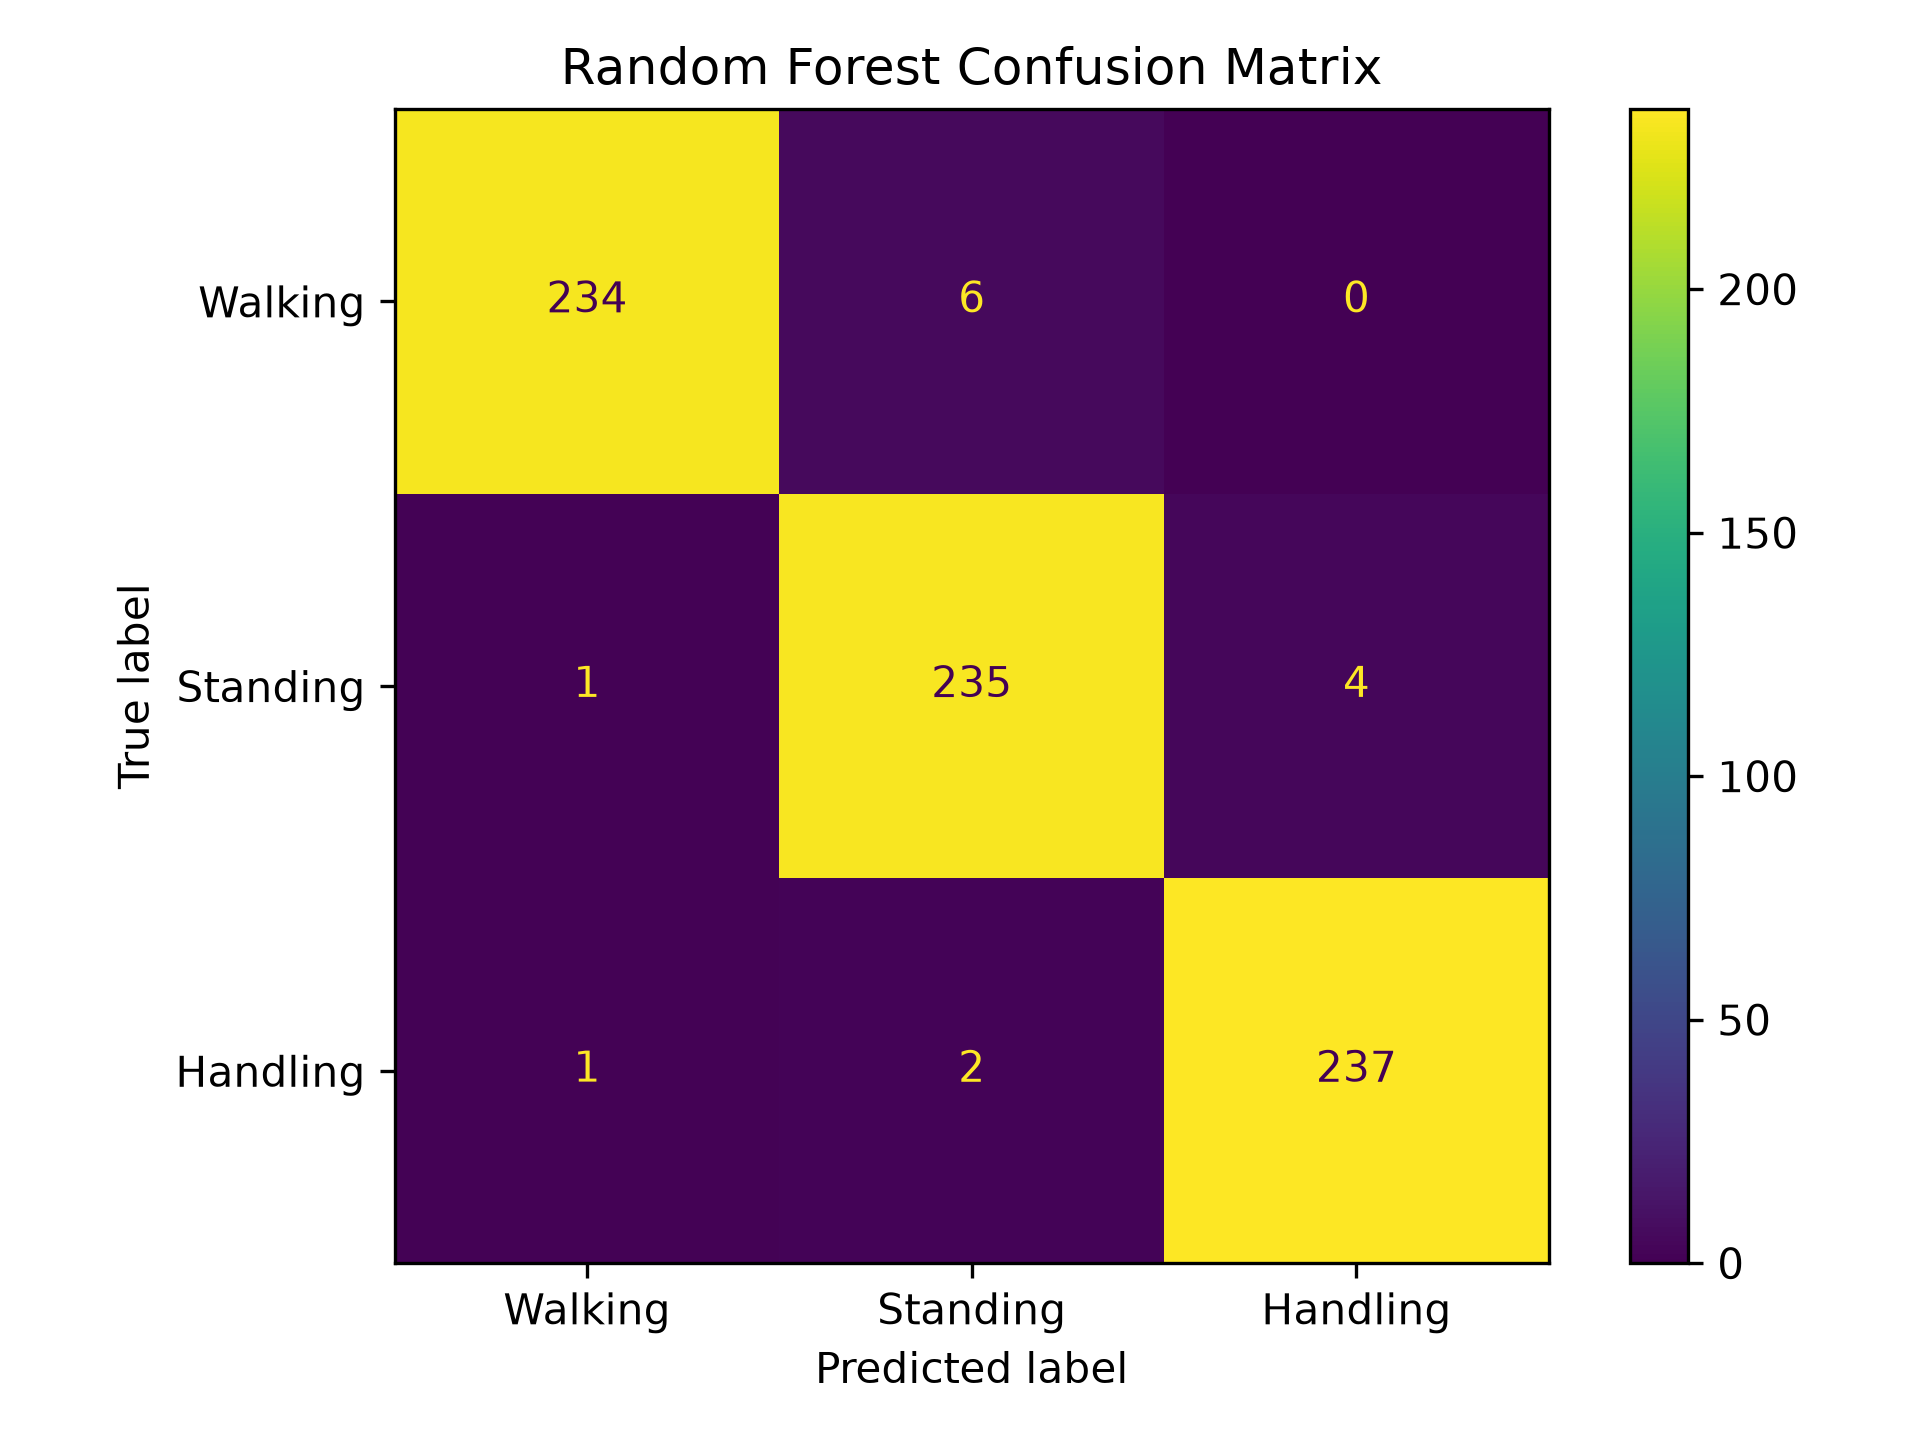 Random Forest Confusion Matrix
Walking 234 6 0
Standing 1 235 4
Handling 1 2 237
Walking Standing Handling
Predicted label
True label
200
150
100
50
0